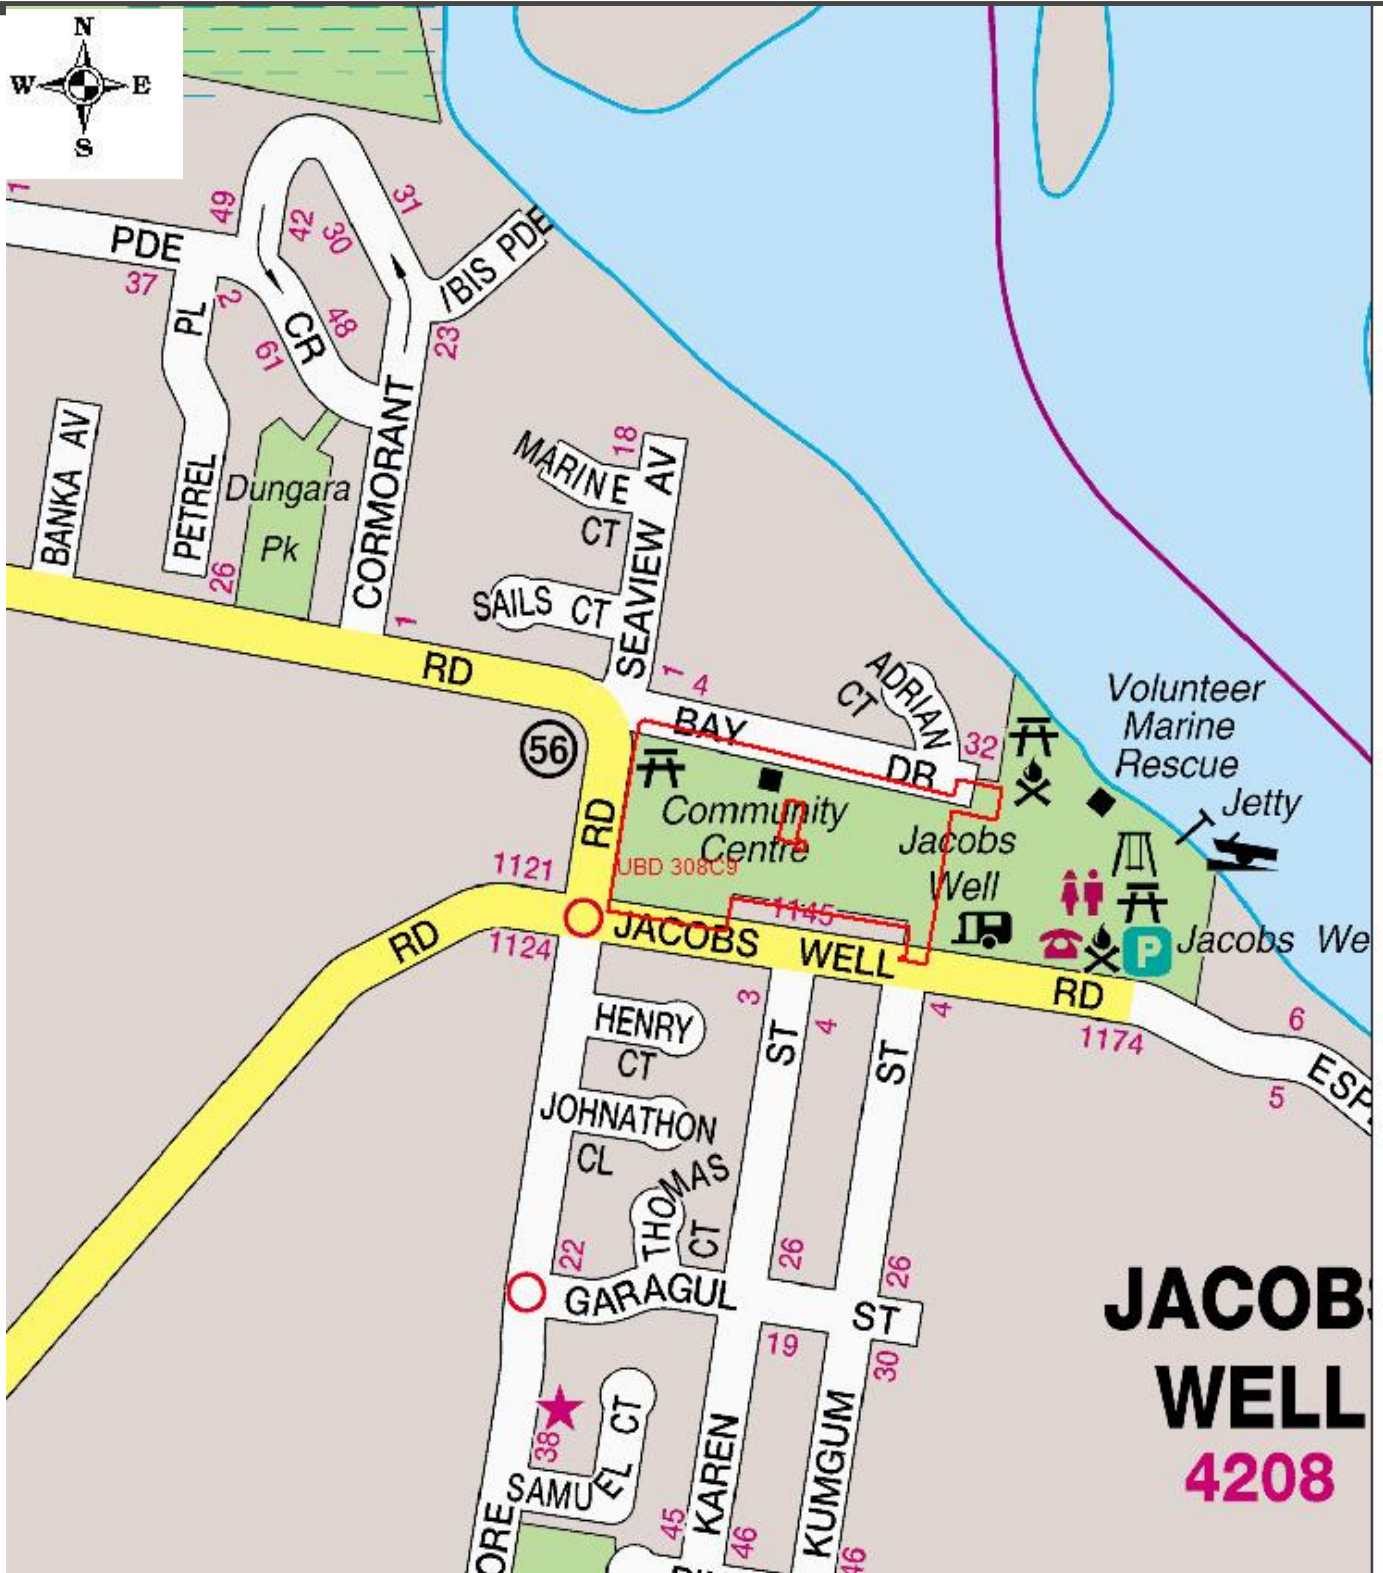 N
W E
S
1
49
42
30
31
PDE
IBIS PDE
37
2
PL
CR
48
61
23
BANKA AV
PETREL
Dungara
Pk
26
CORMORANT
1
MARINE
CT
18
SEAVIEW AV
SAILS CT
1
4
RD
56
BAY
DR
ADRIAN
CT
32
Volunteer
Marine
Rescue
Jetty
Community
Centre
Jacobs
Well
UBD 308C9
RD
1121
1145
RD
1124
JACOBS WELL
RD
P
Jacobs We
1174
6
5
ESP
HENRY
CT
3
ST
4
ST
4
JOHNATHON
CL
THOMAS
CT
22
26
26
GARAGUL
ST
19
30
38
SAMUEL CT
KAREN
KUMGUM
45
46
46
ORE
JACOBS
WELL
4208